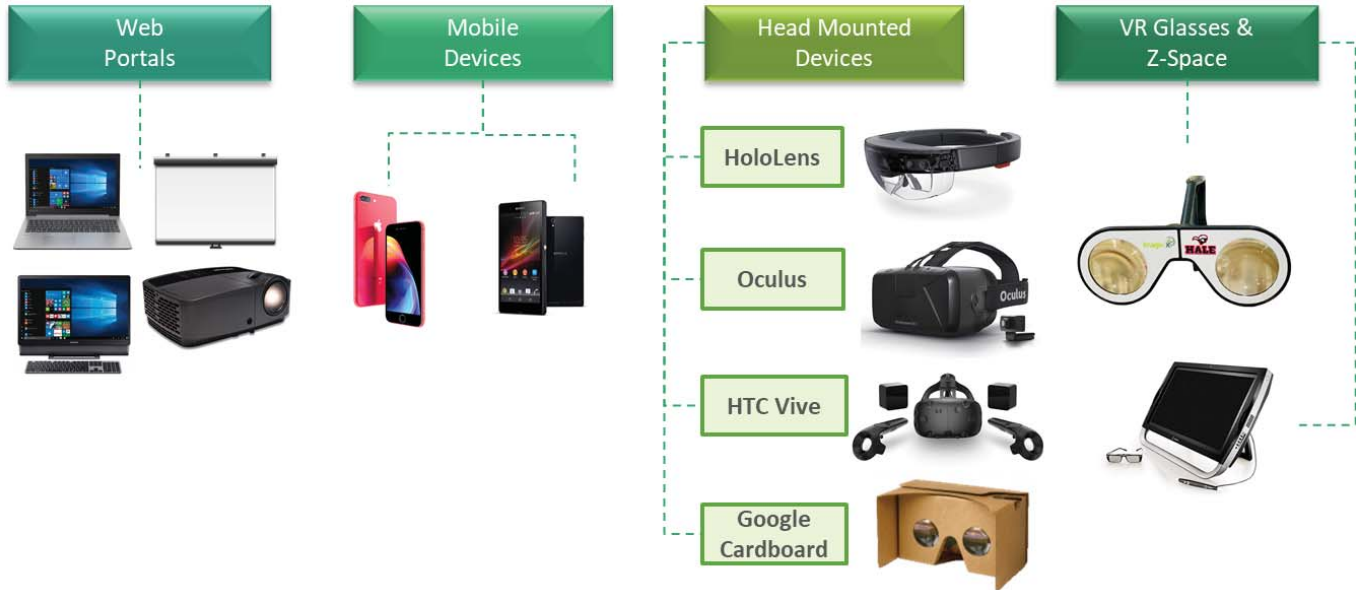 Web
Portals
Mobile
Devices
Head Mounted
Devices
VR Glasses &
Z-Space
HoloLens
Oculus
Oculus
HALE
HTC Vive
Google
Cardboard